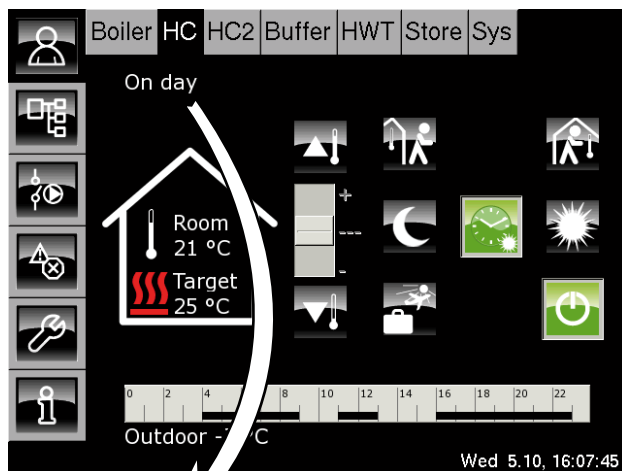 Boiler HC HC2 Buffer HWT Store Sys
On day
+
Room
---
21 °C
Target
-
25 °C
0 2 4 8 10 12 14 16 18 20 22
Outdoor - °C
Wed 5.10, 16:07:45